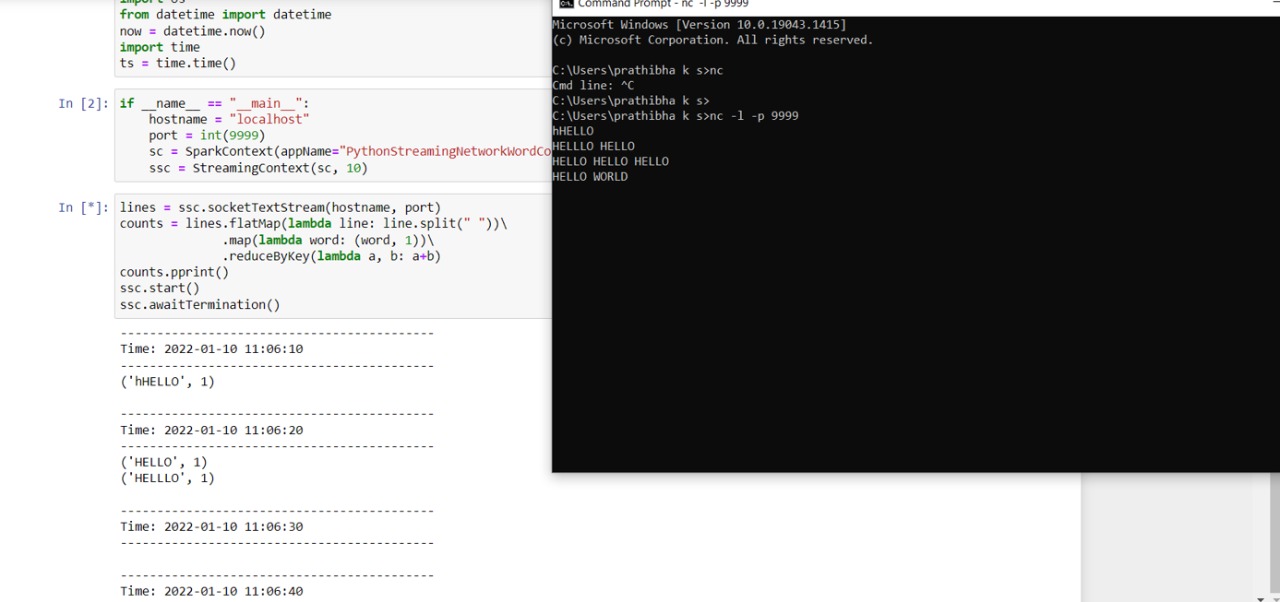 import os
from datetime import datetime
now = datetime.now()
import time
ts = time.time()
In [2]: if __name__ == "__main__":
hostname = "localhost"
port = int(9999)
sc = SparkContext(appName="PythonStreamingNetworkWordCo
ssc = StreamingContext(sc, 10)
In [*]: lines = ssc.socketTextStream(hostname, port)
counts = lines.flatMap(lambda line: line.split(" "))\
.map(lambda word: (word, 1))\
.reduceByKey(lambda a, b: a+b)
counts.pprint()
ssc.start()
ssc.awaitTermination()
-------------------------------------------
Time: 2022-01-10 11:06:10
-------------------------------------------
('hHELLO', 1)
-------------------------------------------
Time: 2022-01-10 11:06:20
-------------------------------------------
('HELLO', 1)
('HELLLO', 1)
-------------------------------------------
Time: 2022-01-10 11:06:30
-------------------------------------------
-------------------------------------------
Time: 2022-01-10 11:06:40
Command Prompt - nc -l -p 9999
Microsoft Windows [Version 10.0.19043.1415]
(c) Microsoft Corporation. All rights reserved.
C:\Users\prathibha k s>nc
Cmd line: ^C
C:\Users\prathibha k s>
C:\Users\prathibha k s>nc -l -p 9999
hHELLO
HELLLO HELLO
HELLO HELLO HELLO
HELLO WORLD